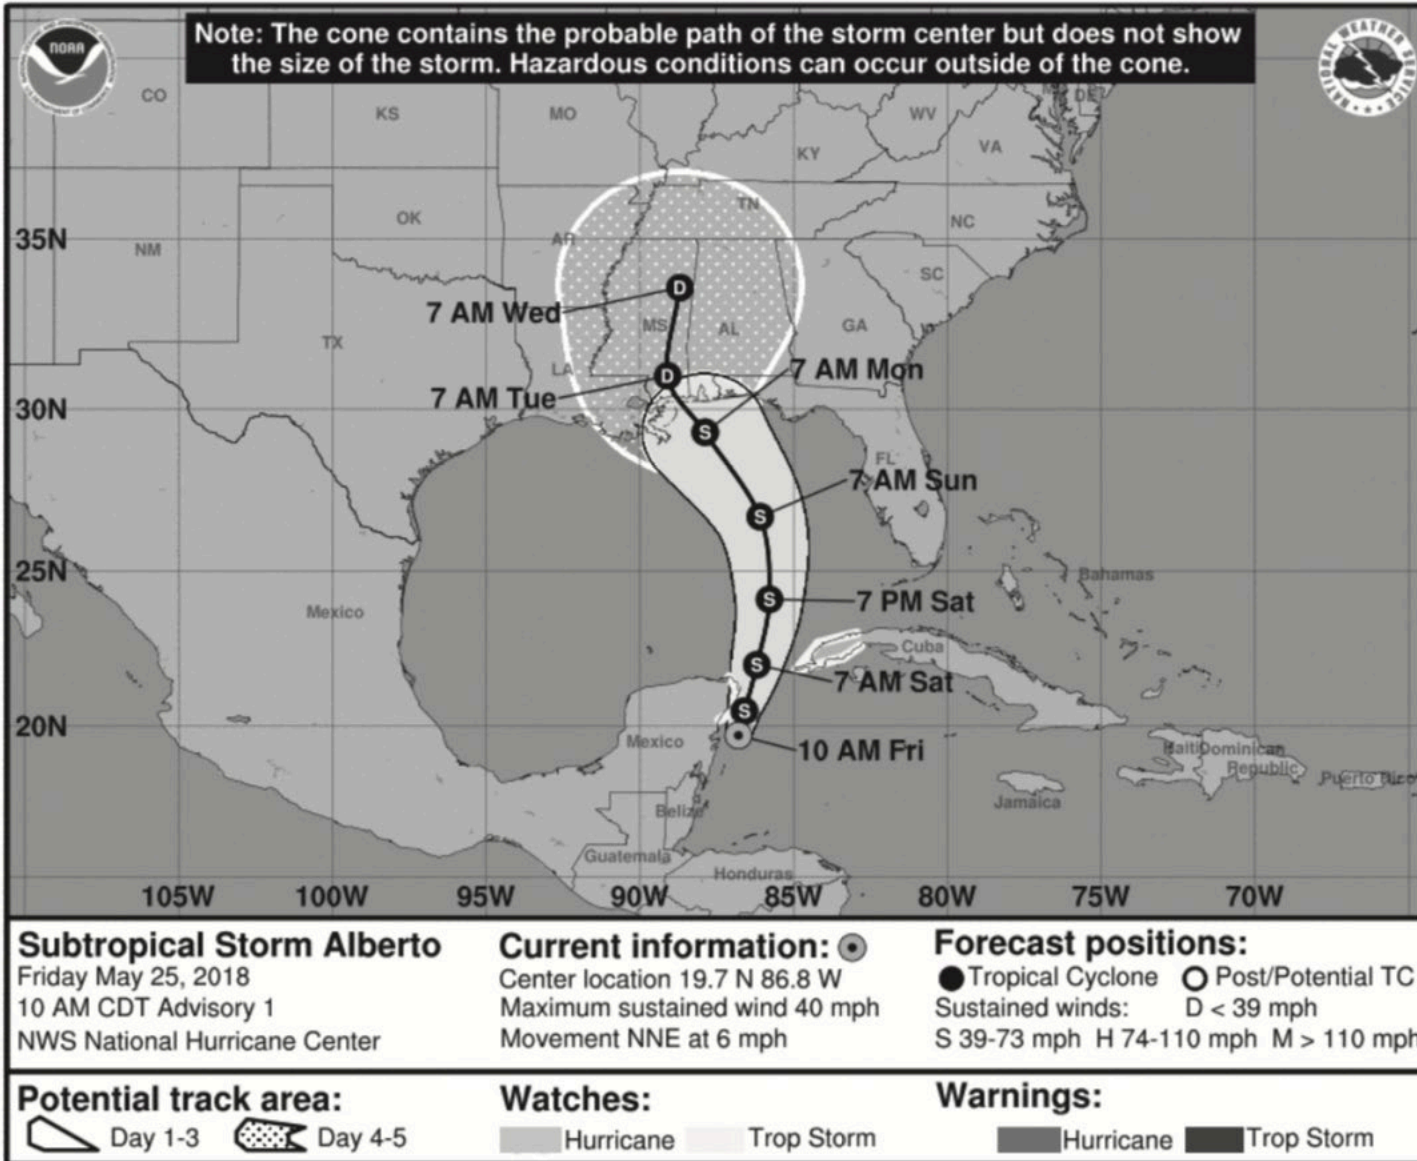 Note: The cone contains the probable path of the storm center but does not show
the size of the storm. Hazardous conditions can occur outside of the cone.
NOAA
NATIONAL WEATHER SERVICE
CO
KS
MO
WV
DE
VA
KY
OK
TN
NC
35N
NM
AR
SC
7 AM Wed
MS
AL
GA
TX
LA
7 AM Mon
7 AM Tue
30N
FL
7 AM Sun
25N
Bahamas
Mexico
7 PM Sat
Cuba
7 AM Sat
20N
Mexico
10 AM Fri
Haiti
Dominican
Republic
Puerto Rico
Jamaica
Belize
Guatemala
Honduras
105W
100W
95W
90W
85W
80W
75W
70W
Subtropical Storm Alberto
Friday May 25, 2018
10 AM CDT Advisory 1
NWS National Hurricane Center
Current information:
Center location 19.7 N 86.8 W
Maximum sustained wind 40 mph
Movement NNE at 6 mph
Forecast positions:
Tropical Cyclone Post/Potential TC
Sustained winds: D < 39 mph
S 39-73 mph H 74-110 mph M > 110 mph
Potential track area:
Day 1-3 Day 4-5
Watches:
Hurricane Trop Storm
Warnings:
Hurricane Trop Storm
D
D
S
S
S
S
S